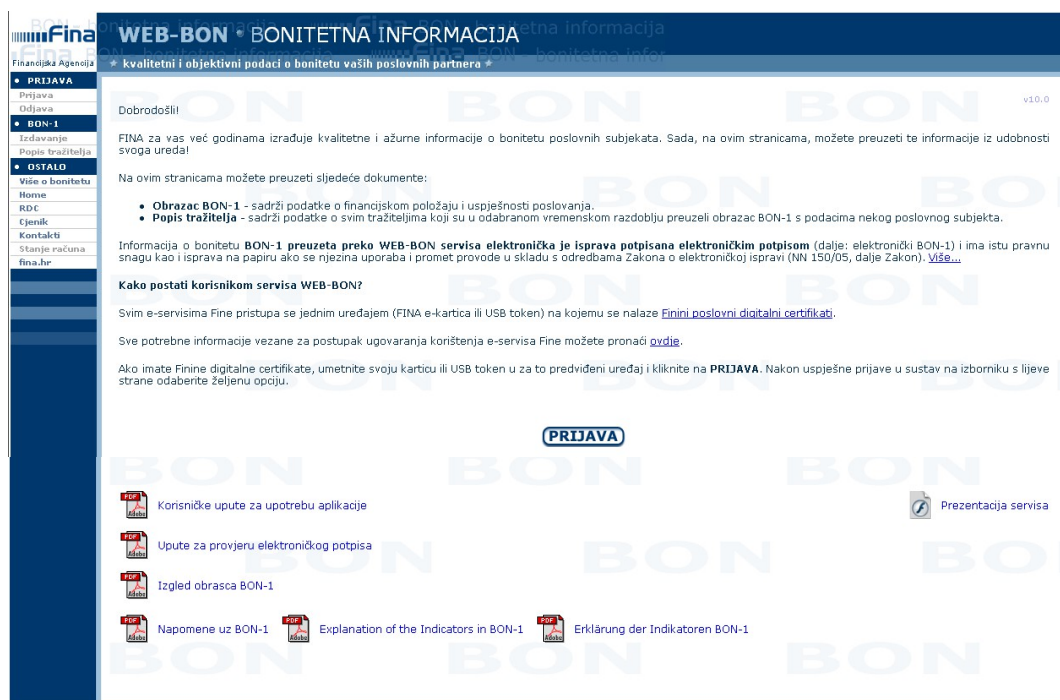 Fina
Financijska Agencija
WEB-BON • BONITETNA INFORMACIJA
* kvalitetni i objektivni podaci o bonitetu vaših poslovnih partnera *
• PRIJAVA
Prijava
Odjava
• BON-1
Izdavanje
Popis tražitelja
• OSTALO
Više o bonitetu
Home
RDC
Cjenik
Kontakti
Stanje računa
fina.hr
v10.0
Dobrodošli!
FINA za vas već godinama izrađuje kvalitetne i ažurne informacije o bonitetu poslovnih subjekata. Sada, na ovim stranicama, možete preuzeti te informacije iz udobnosti
svoga ureda!
Na ovim stranicama možete preuzeti sljedeće dokumente:
• Obrazac BON-1 - sadrži podatke o financijskom položaju i uspješnosti poslovanja.
• Popis tražitelja - sadrži podatke o svim tražiteljima koji su u odabranom vremenskom razdoblju preuzeli obrazac BON-1 s podacima nekog poslovnog subjekta.
Informacija o bonitetu BON-1 preuzeta preko WEB-BON servisa elektronička je isprava potpisana elektroničkim potpisom (dalje: elektronički BON-1) i ima istu pravnu
snagu kao i isprava na papiru ako se njezina uporaba i promet provode u skladu s odredbama Zakona o elektroničkoj ispravi (NN 150/05, dalje Zakon). Više...
Kako postati korisnikom servisa WEB-BON?
Svim e-servisima Fine pristupa se jednim uređajem (FINA e-kartica ili USB token) na kojemu se nalaze Finini poslovni digitalni certifikati.
Sve potrebne informacije vezane za postupak ugovaranja korištenja e-servisa Fine možete pronaći ovdje.
Ako imate Finine digitalne certifikate, umetnite svoju karticu ili USB token u za to predviđeni uređaj i kliknite na PRIJAVA. Nakon uspješne prijave u sustav na izborniku s lijeve
strane odaberite željenu opciju.
PRIJAVA
Korisničke upute za upotrebu aplikacije
Prezentacija servisa
Upute za provjeru elektroničkog potpisa
Izgled obrasca BON-1
Napomene uz BON-1 Explanation of the Indicators in BON-1 Erklärung der Indikatoren BON-1